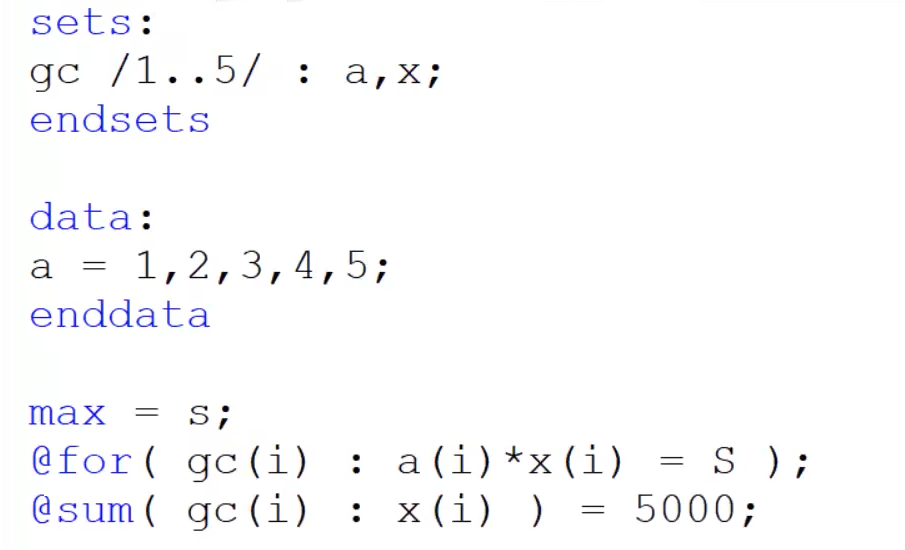 sets:
gc /1..5/ : a,x;
endsets
data:
a = 1,2,3,4,5;
enddata
max = s;
@for( gc(i) : a(i)*x(i) = S );
@sum( gc(i) : x(i) ) = 5000;